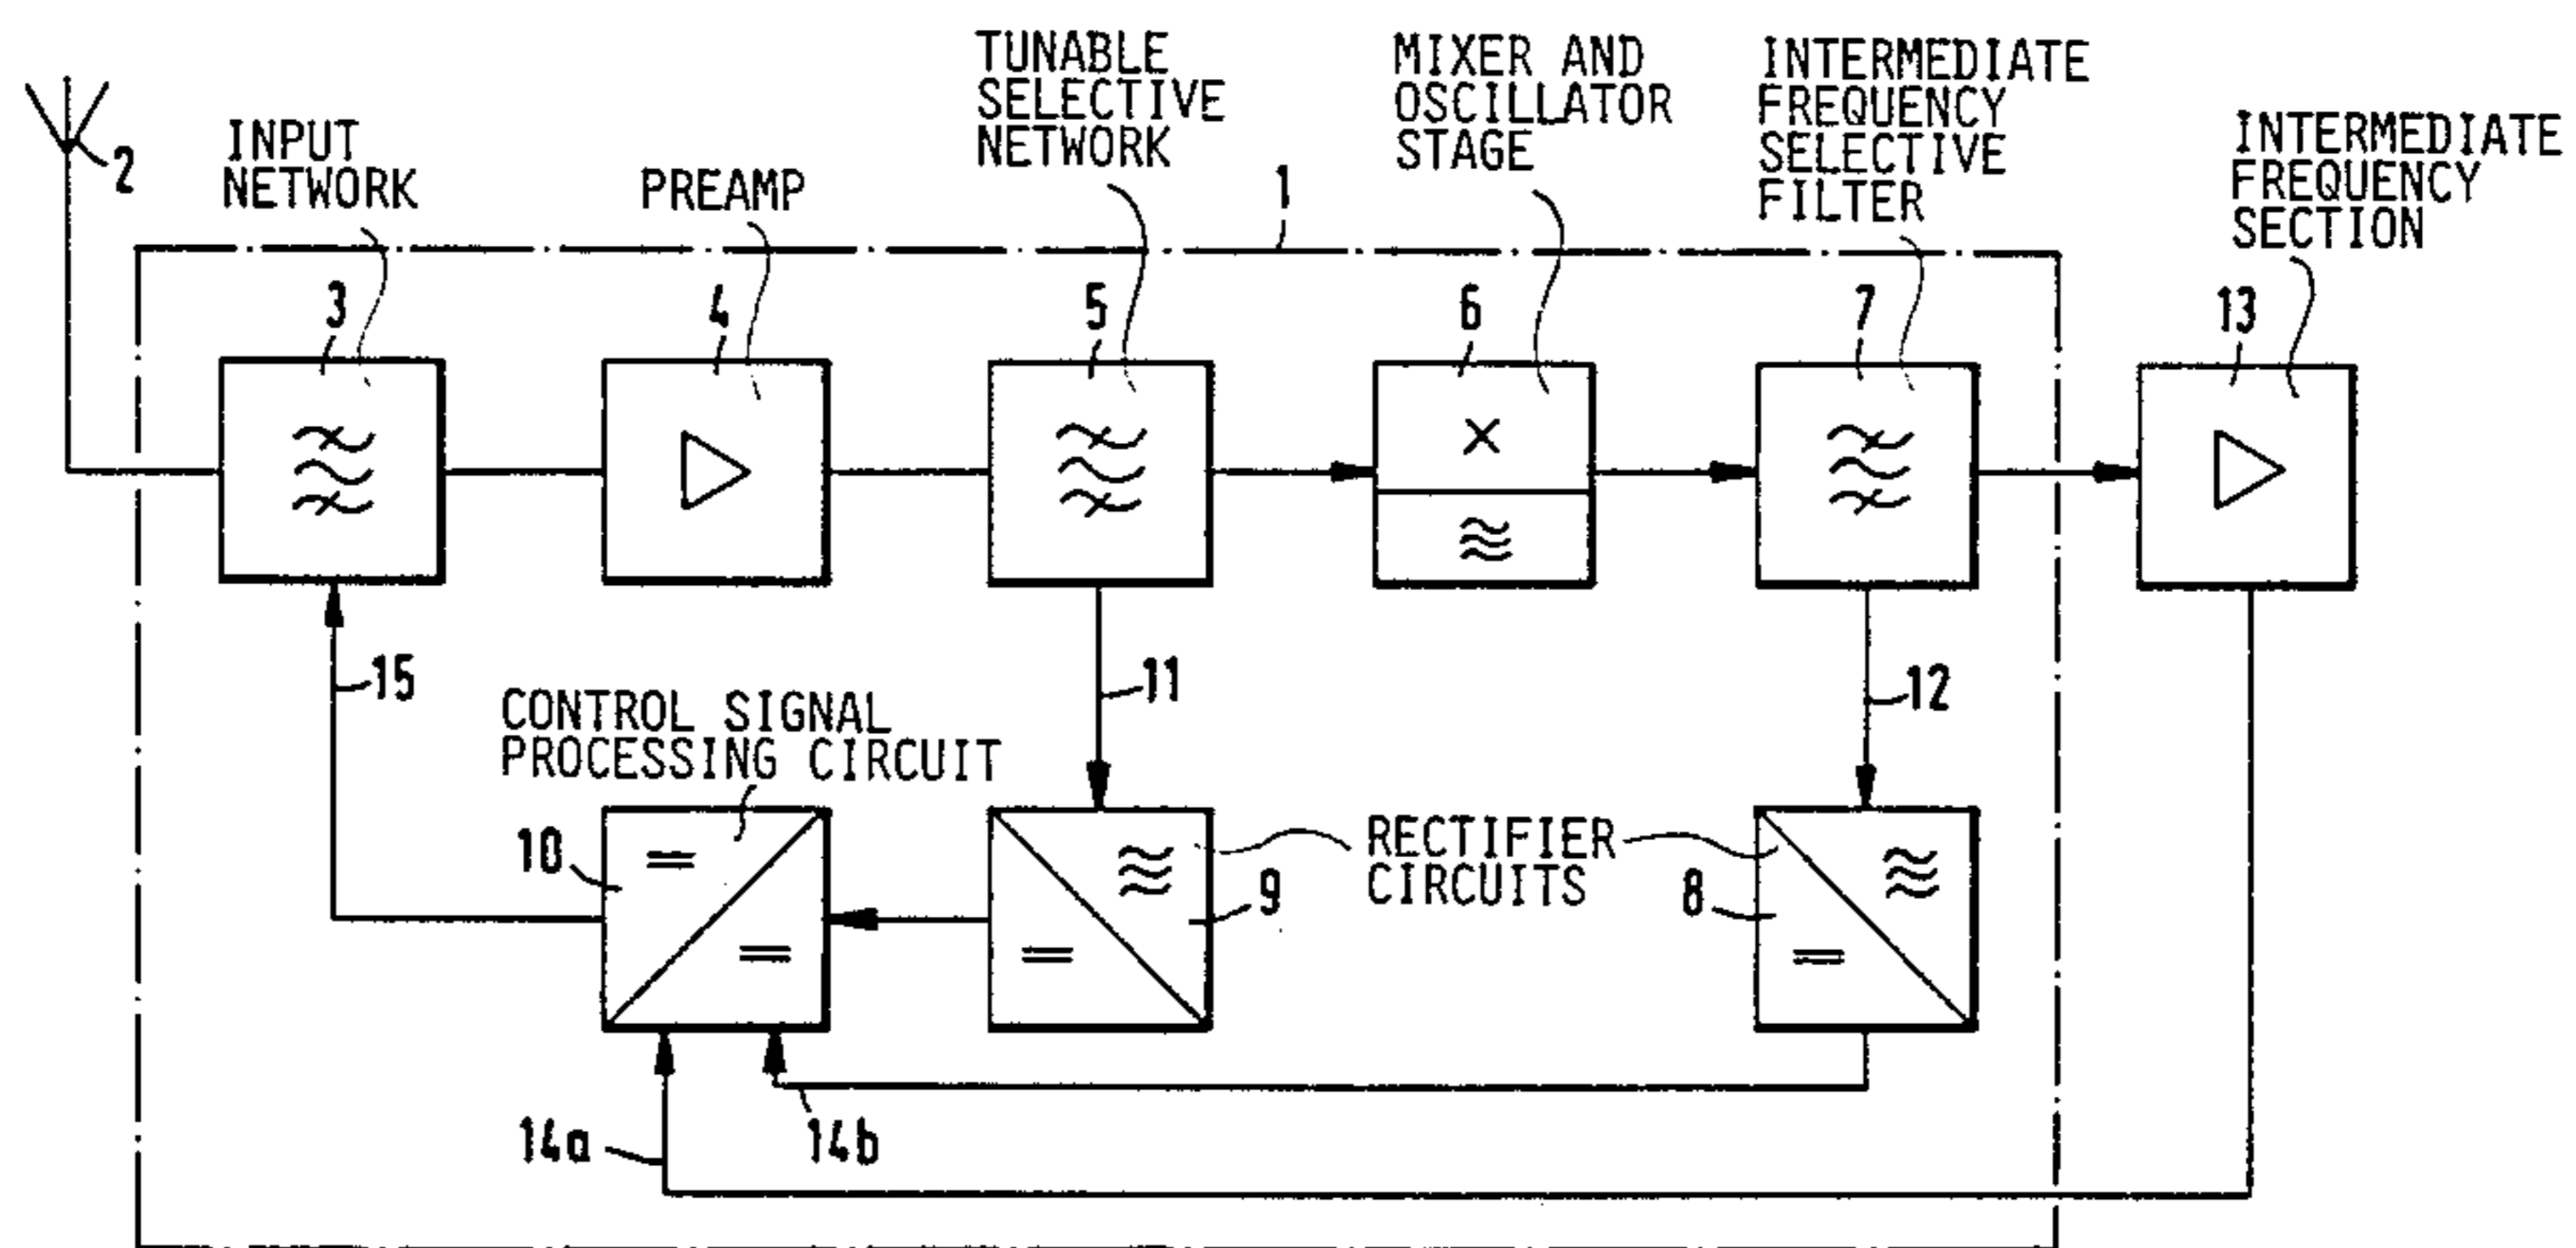 TUNABLE
SELECTIVE
NETWORK
MIXER AND
OSCILLATOR
STAGE
INTERMEDIATE
FREQUENCY
SELECTIVE
FILTER
INTERMEDIATE
FREQUENCY
SECTION
INPUT
NETWORK
PREAMP
2
1
3
4
5
6
7
13
15
11
12
CONTROL SIGNAL
PROCESSING CIRCUIT
10
9
RECTIFIER
CIRCUITS
8
14a
14b